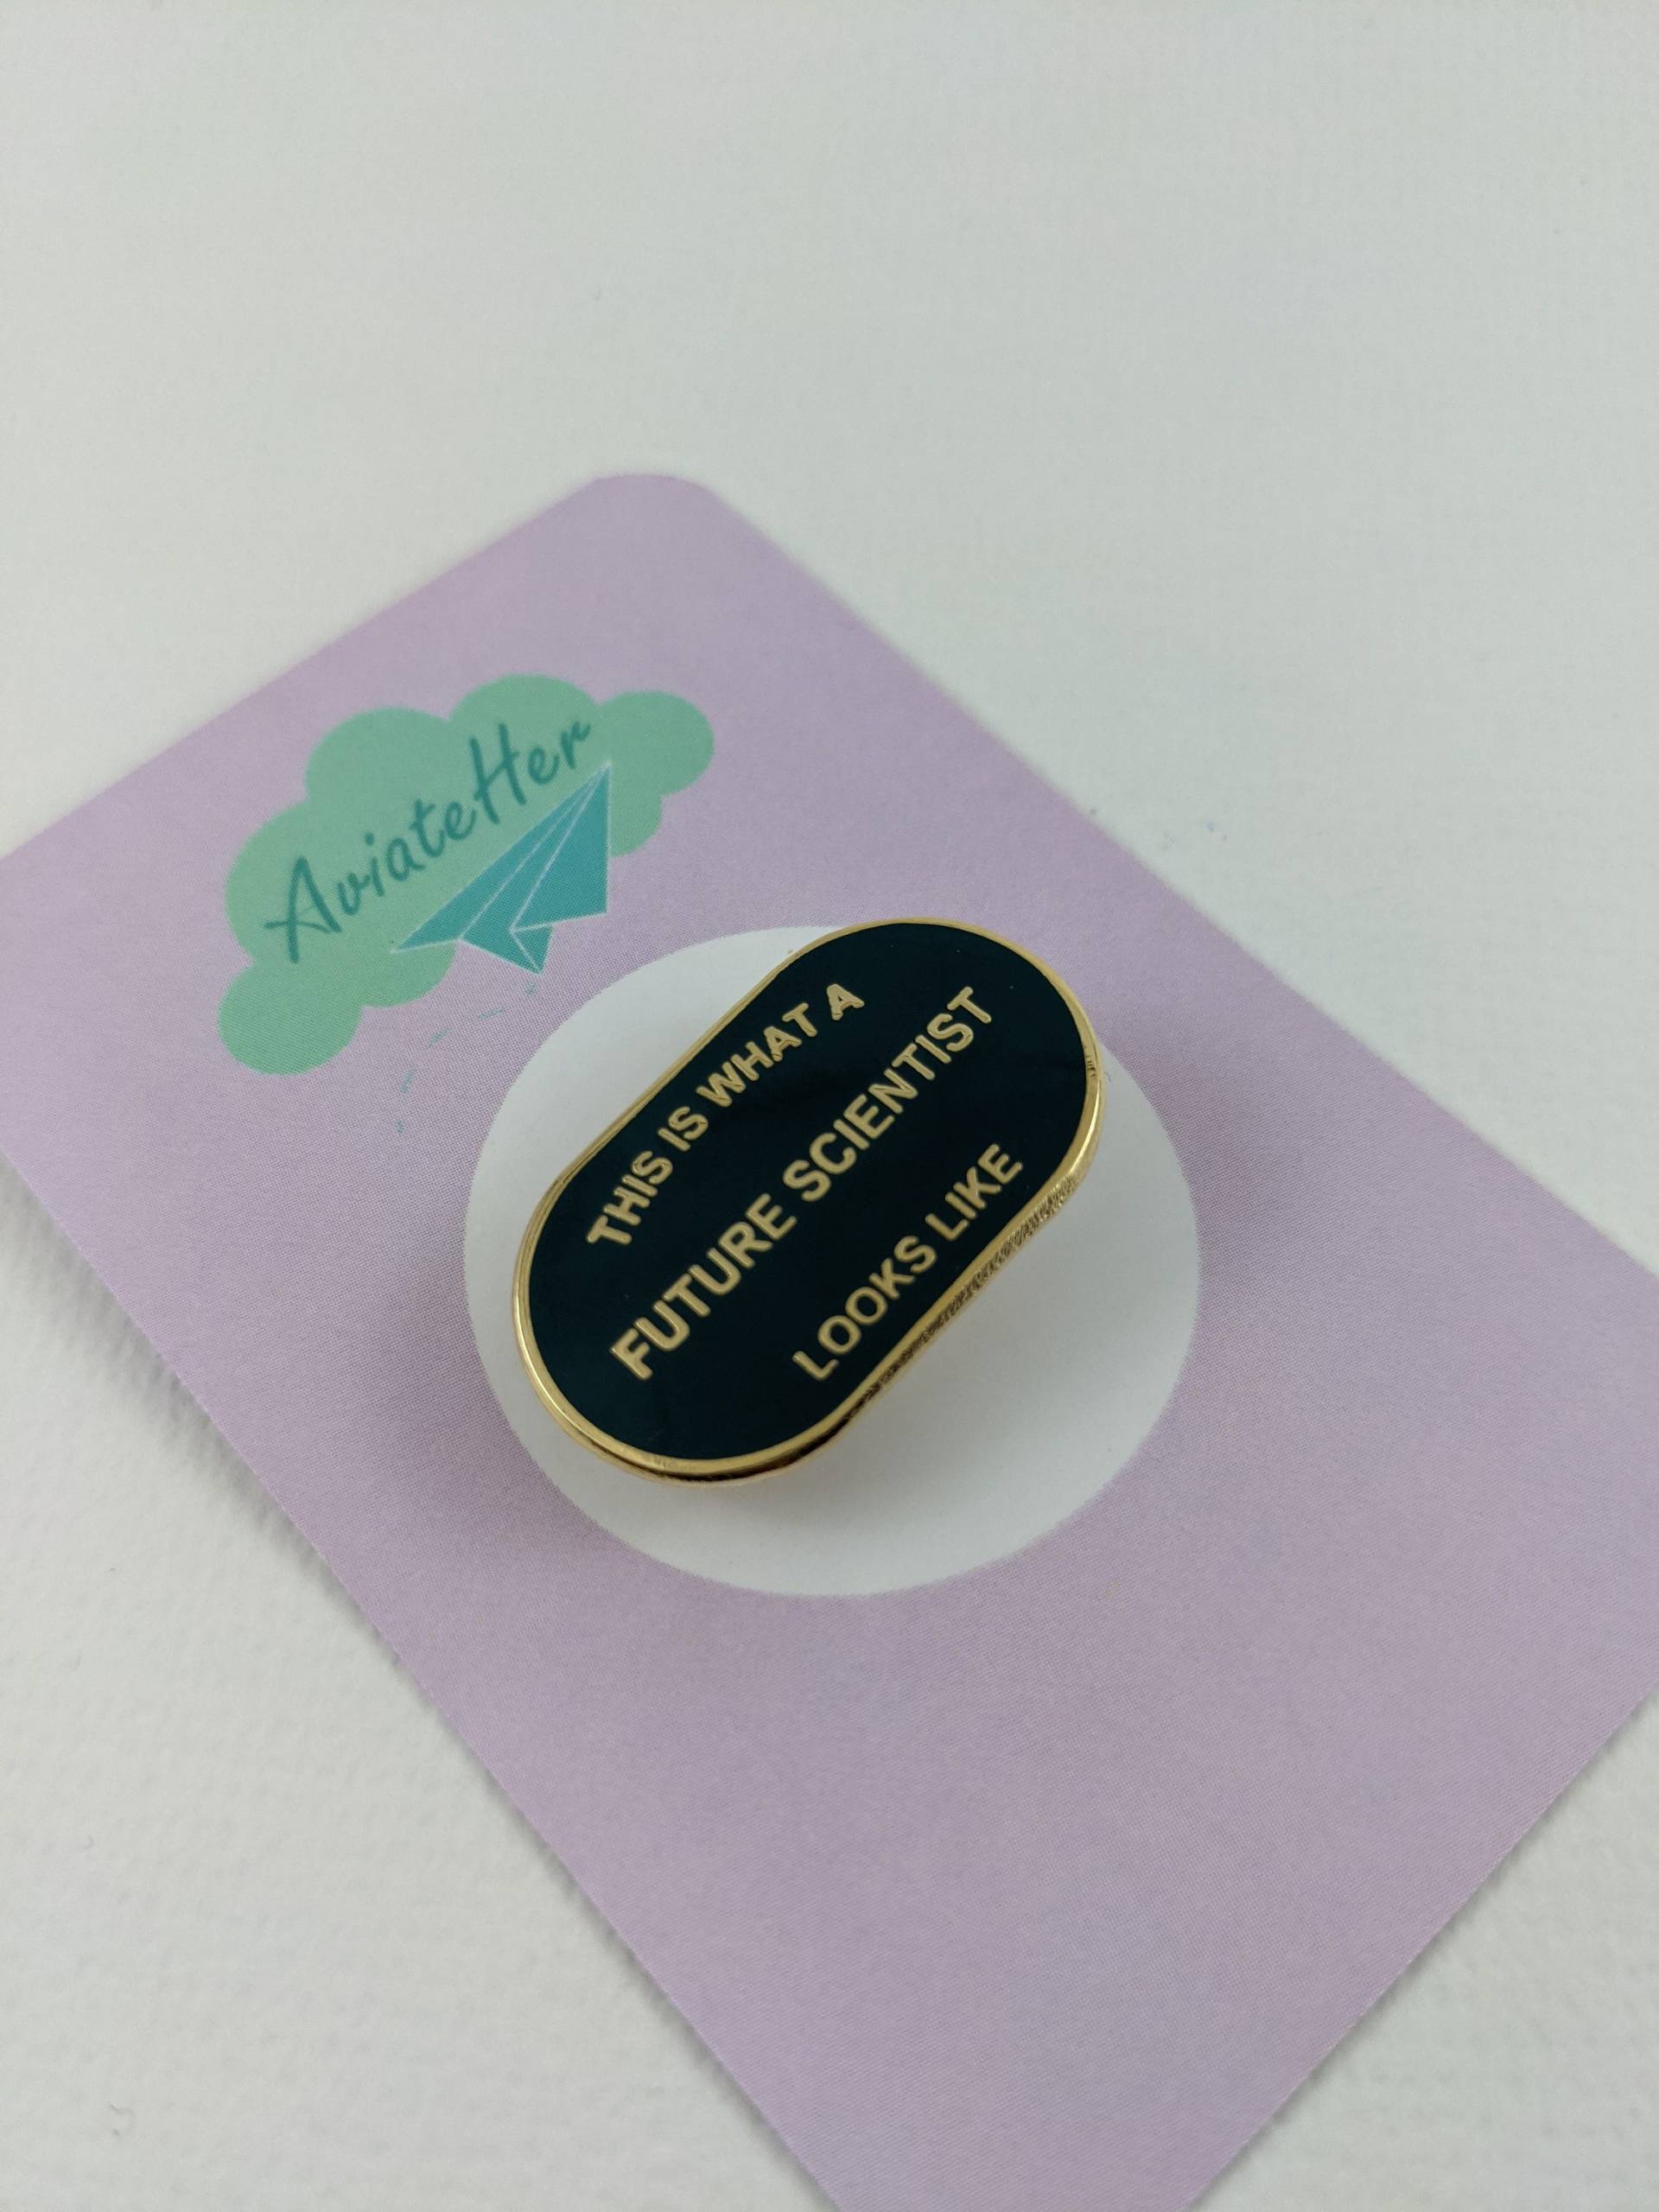 AviateHer
THIS IS WHAT A
FUTURE SCIENTIST
LOOKS LIKE